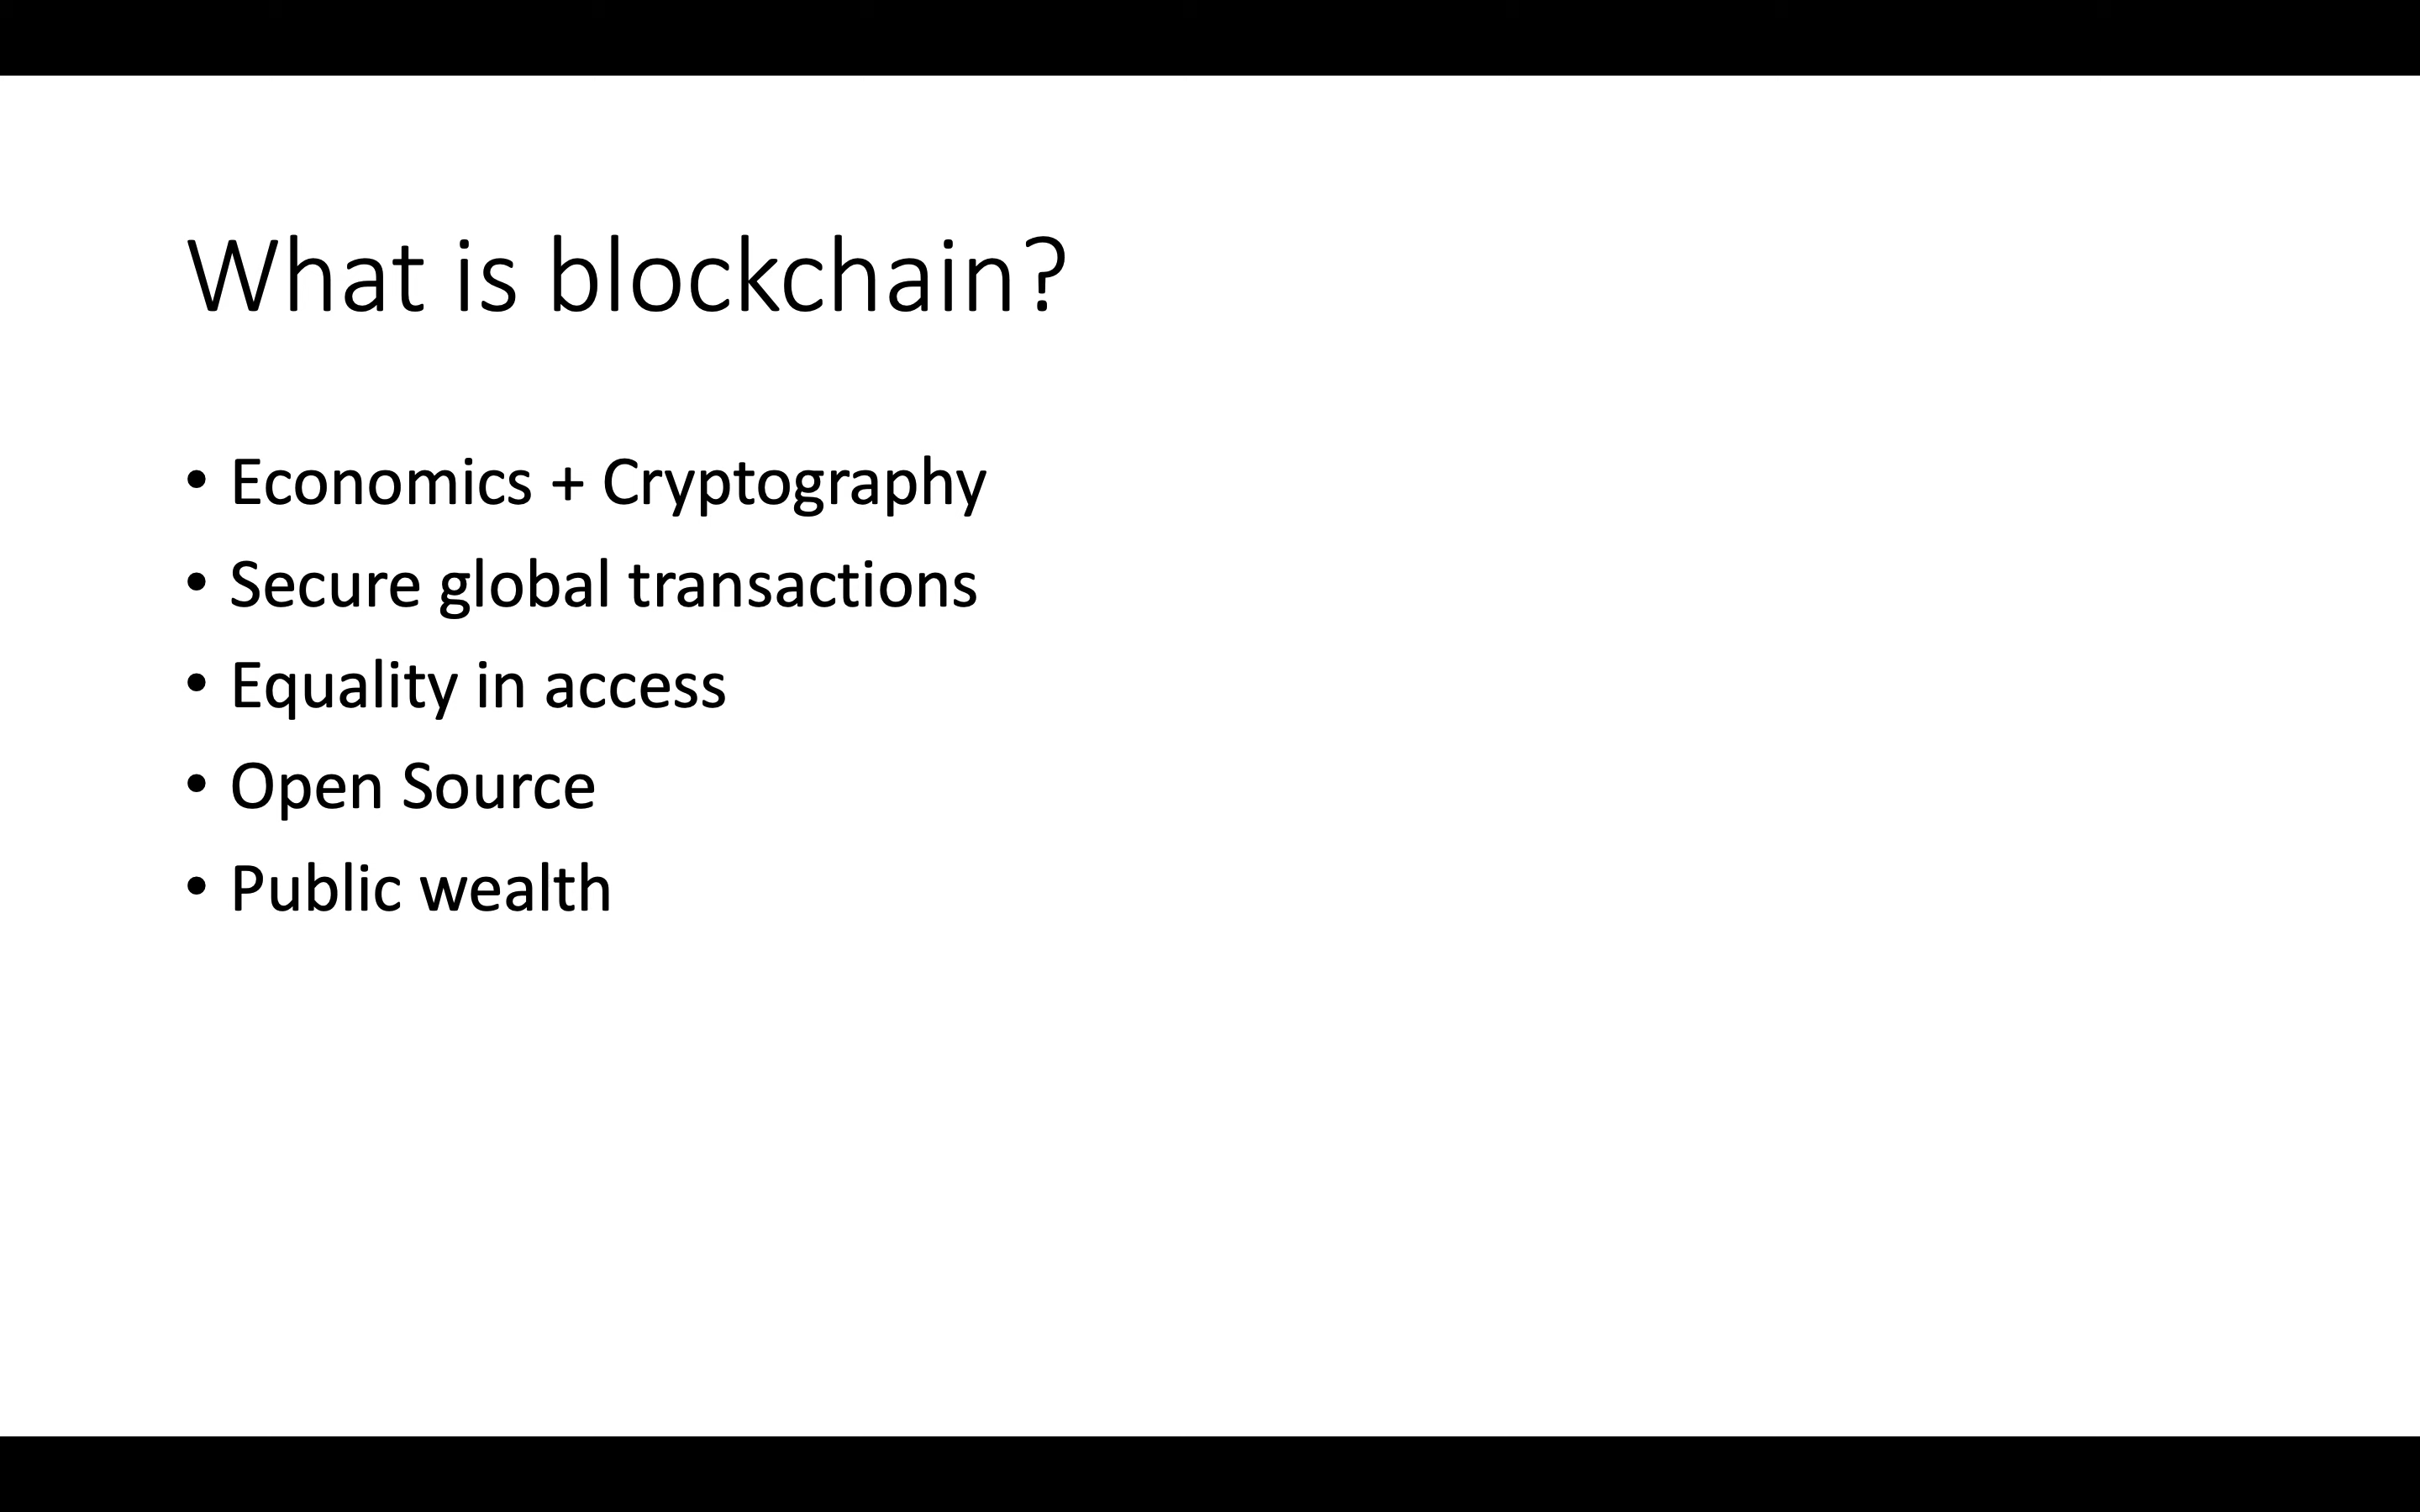 What is blockchain?
• Economics + Cryptography
• Secure global transactions
• Equality in access
• Open Source
• Public wealth